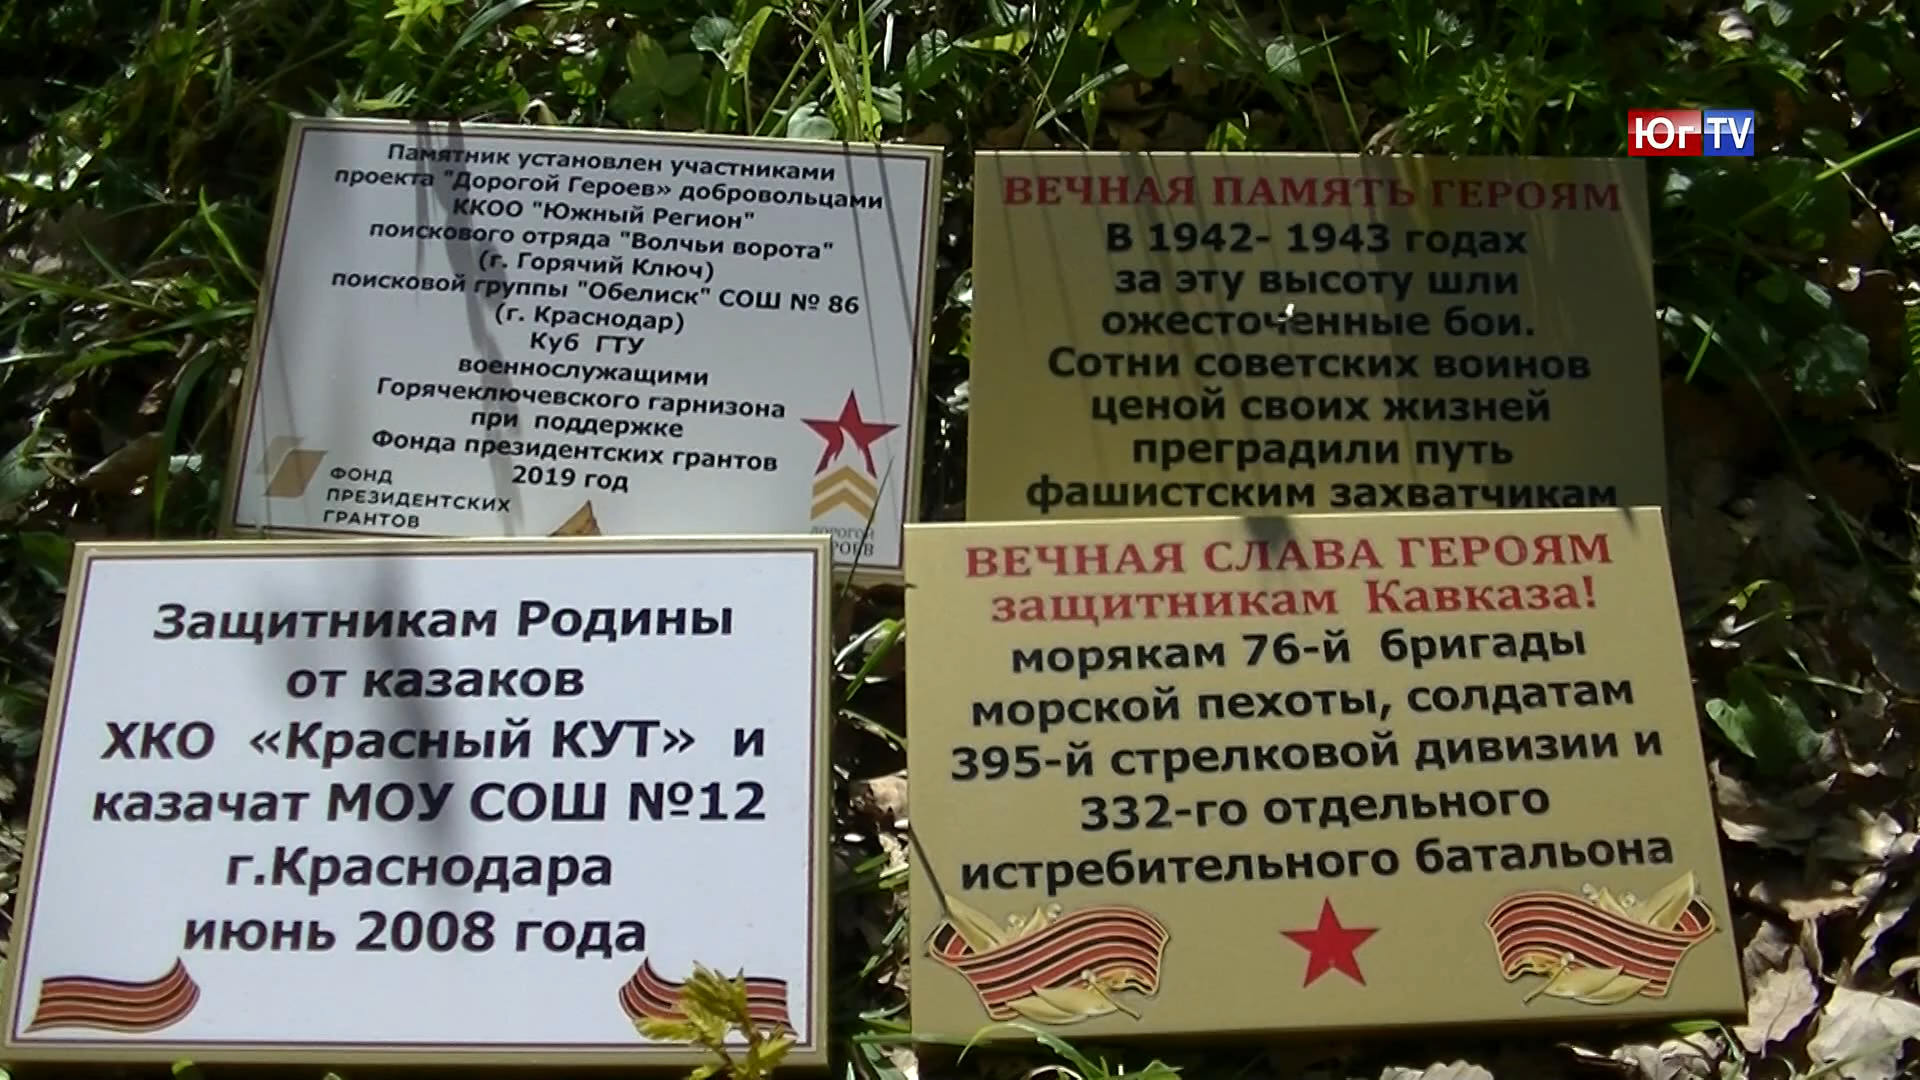 Юг TV
Памятник установлен участниками
проекта "Дорогой Героев» добровольцами
ККОО "Южный Регион"
поискового отряда "Волчьи ворота"
(г. Горячий Ключ)
поисковой группы "Обелиск" СОШ № 86
(г. Краснодар)
Куб ГТУ
военнослужащими
Горячеключевского гарнизона
при поддержке
Фонда президентских грантов
2019 год
ФОНД
ПРЕЗИДЕНТСКИХ
ГРАНТОВ
ДОРОГОЙ
ВЕЧНАЯ ПАМЯТЬ ГЕРОЯМ
В 1942- 1943 годах
за эту высоту шли
ожесточенные бои.
Сотни советских воинов
ценой своих жизней
преградили путь
фашистским захватчикам
Защитникам Родины
от казаков
ХКО «Красный КУТ» и
казачат МОУ СОШ №12
г.Краснодара
июнь 2008 года
ВЕЧНАЯ СЛАВА ГЕРОЯМ
защитникам Кавказа!
морякам 76-й бригады
морской пехоты, солдатам
395-й стрелковой дивизии и
332-го отдельного
истребительного батальона